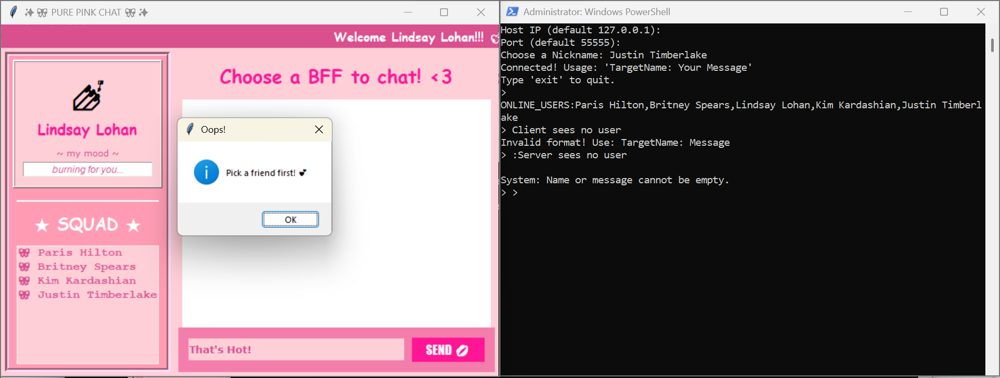 ✨ 🎀 PURE PINK CHAT 🎀 ✨
Welcome Lindsay Lohan!!!
Lindsay Lohan
~ my mood ~
burning for you...
★ SQUAD ★
🎀 Paris Hilton
🎀 Britney Spears
🎀 Kim Kardashian
🎀 Justin Timberlake
Choose a BFF to chat! <3
Oops!
Pick a friend first! 💕
OK
That's Hot!
SEND 💋
Administrator: Windows PowerShell
Host IP (default 127.0.0.1):
Port (default 55555):
Choose a Nickname: Justin Timberlake
Connected! Usage: 'TargetName: Your Message'
Type 'exit' to quit.
>
ONLINE_USERS:Paris Hilton,Britney Spears,Lindsay Lohan,Kim Kardashian,Justin Timberl
ake
> Client sees no user
Invalid format! Use: TargetName: Message
> :Server sees no user
System: Name or message cannot be empty.
> >